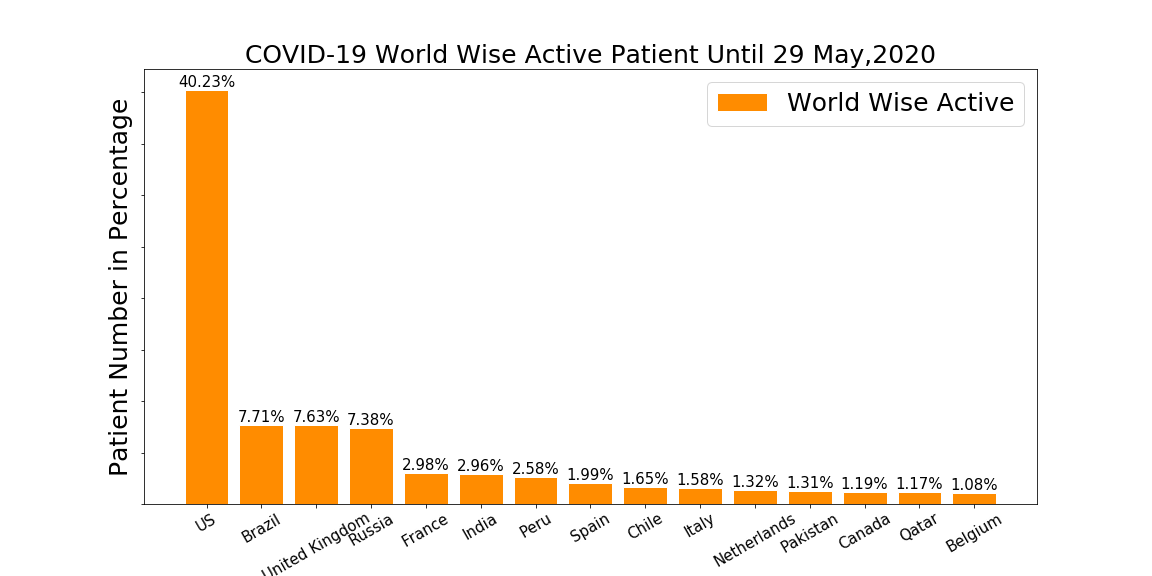 COVID-19 World Wise Active Patient Until 29 May,2020
World Wise Active
Patient Number in Percentage
40.23%
7.71%
7.63%
7.38%
2.98%
2.96%
2.58%
1.99%
1.65%
1.58%
1.32%
1.31%
1.19%
1.17%
1.08%
US
Brazil
United Kingdom
Russia
France
India
Peru
Spain
Chile
Italy
Netherlands
Pakistan
Canada
Qatar
Belgium